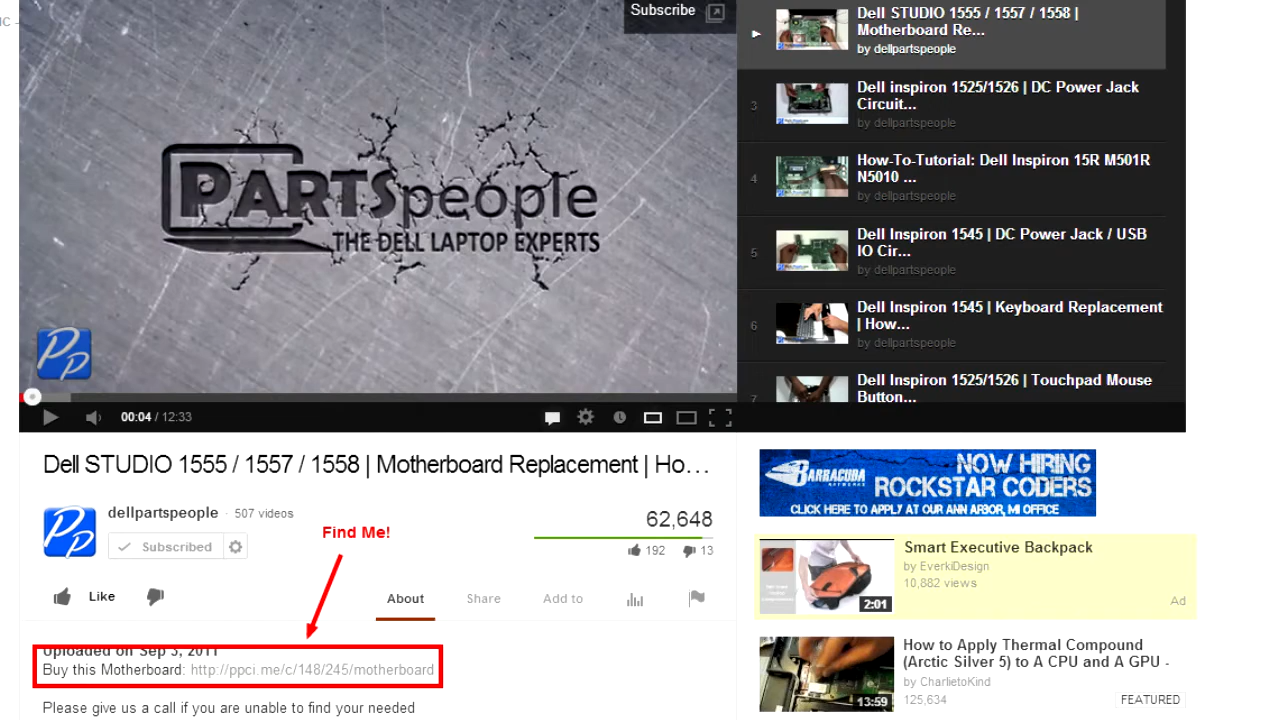 IC -
Subscribe
PARTSpeople
THE DELL LAPTOP EXPERTS
PP
00:04 / 12:33
Dell STUDIO 1555 / 1557 / 1558 |
Motherboard Re...
by dellpartspeople
3
Dell inspiron 1525/1526 | DC Power Jack
Circuit...
by dellpartspeople
4
How-To-Tutorial: Dell Inspiron 15R M501R
N5010 ...
by dellpartspeople
5
Dell Inspiron 1545 | DC Power Jack / USB
IO Cir...
by dellpartspeople
6
Dell Inspiron 1545 | Keyboard Replacement
| How...
by dellpartspeople
7
Dell Inspiron 1525/1526 | Touchpad Mouse
Button...
Dell STUDIO 1555 / 1557 / 1558 | Motherboard Replacement | Ho...
PP
dellpartspeople · 507 videos
Subscribed
Find Me!
62,648
192 13
Like
About Share Add to
Uploaded on Sep 3, 2011
Buy this Motherboard: http://ppci.me/c/148/245/motherboard
Please give us a call if you are unable to find your needed
BARRACUDA
NETWORKS
NOW HIRING
ROCKSTAR CODERS
CLICK HERE TO APPLY AT OUR ANN ARBOR, MI OFFICE
2:01
Smart Executive Backpack
by EverkiDesign
10,882 views
Ad
13:59
How to Apply Thermal Compound
(Arctic Silver 5) to A CPU and A GPU -
by CharlietoKind
125,634
FEATURED